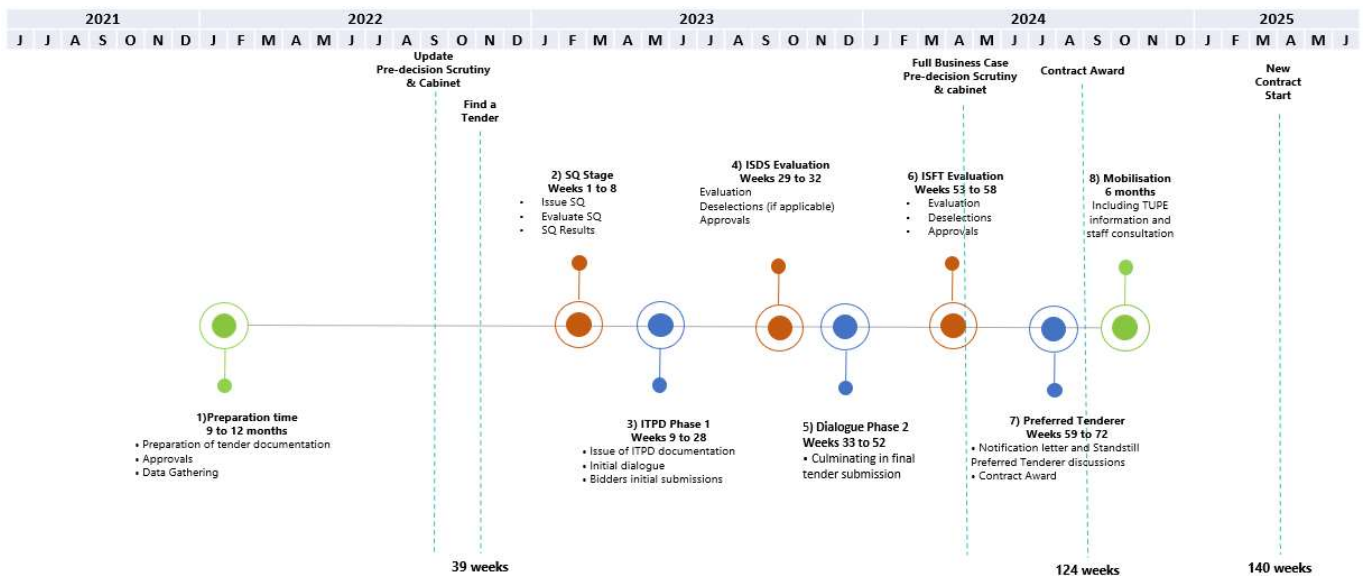 2021 2022 2023 2024 2025
J J A S O N D J F M A M J J A S O N D J F M A M J J A S O N D J F M A M J J A S O N D J F M A M J
Update
Pre-decision Scrutiny
& Cabinet
Find a
Tender
Full Business Case
Pre-decision Scrutiny
& cabinet
Contract Award
New
Contract
Start
2) SQ Stage
Weeks 1 to 8
• Issue SQ
• Evaluate SQ
• SQ Results
4) ISDS Evaluation
Weeks 29 to 32
Evaluation
Deselections (if applicable)
Approvals
6) ISFT Evaluation
Weeks 53 to 58
• Evaluation
• Deselections
• Approvals
8) Mobilisation
6 months
Including TUPE
information and
staff consultation
1)Preparation time
9 to 12 months
• Preparation of tender documentation
• Approvals
• Data Gathering
3) ITPD Phase 1
Weeks 9 to 28
• Issue of ITPD documentation
• Initial dialogue
• Bidders initial submissions
5) Dialogue Phase 2
Weeks 33 to 52
• Culminating in final
tender submission
7) Preferred Tenderer
Weeks 59 to 72
• Notification letter and Standstill
Preferred Tenderer discussions
• Contract Award
39 weeks
124 weeks
140 weeks